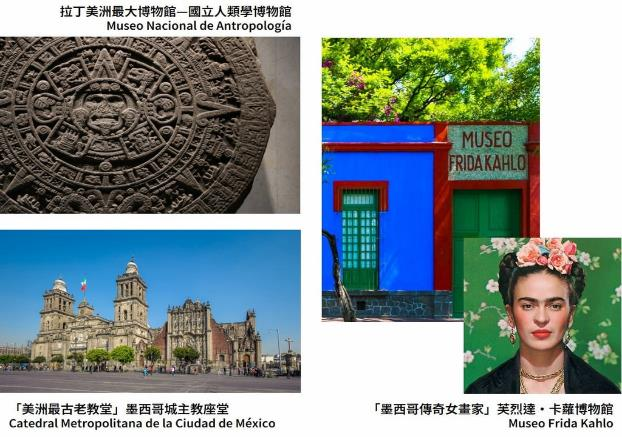 拉丁美洲最大博物館—國立人類學博物館
Museo Nacional de Antropología
MUSEO
FRIDA KAHLO
「美洲最古老教堂」墨西哥城主教座堂
Catedral Metropolitana de la Ciudad de México
「墨西哥傳奇女畫家」芙烈達・卡蘿博物館
Museo Frida Kahlo